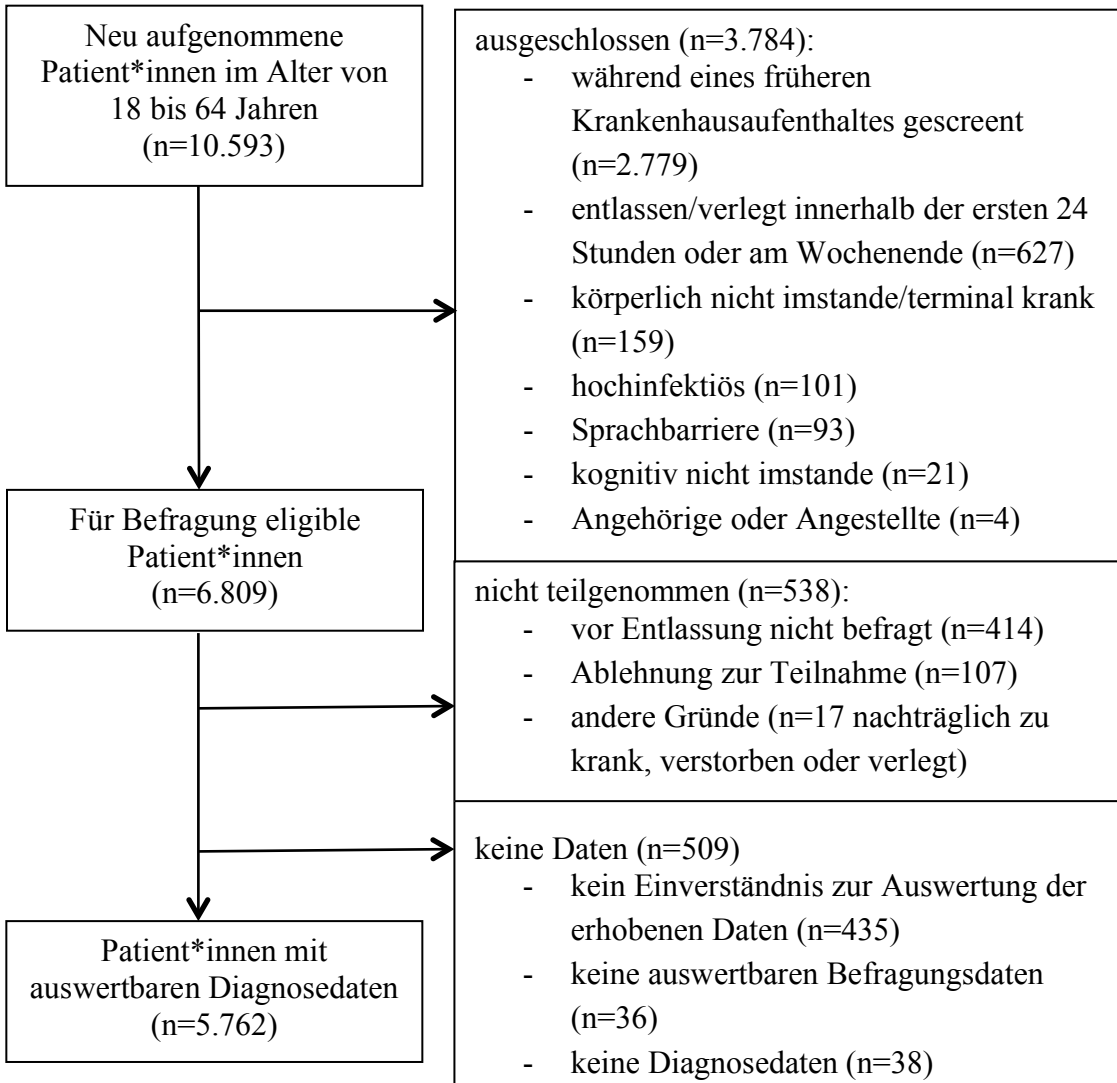 Neu aufgenommene
Patient*innen im Alter von
18 bis 64 Jahren
(n=10.593)
ausgeschlossen (n=3.784):
- während eines früheren
Krankenhausaufenthaltes gescreent
(n=2.779)
- entlassen/verlegt innerhalb der ersten 24
Stunden oder am Wochenende (n=627)
- körperlich nicht imstande/terminal krank
(n=159)
- hochinfektiös (n=101)
- Sprachbarriere (n=93)
- kognitiv nicht imstande (n=21)
- Angehörige oder Angestellte (n=4)
Für Befragung eligible
Patient*innen
(n=6.809)
nicht teilgenommen (n=538):
- vor Entlassung nicht befragt (n=414)
- Ablehnung zur Teilnahme (n=107)
- andere Gründe (n=17 nachträglich zu
krank, verstorben oder verlegt)
keine Daten (n=509)
- kein Einverständnis zur Auswertung der
erhobenen Daten (n=435)
- keine auswertbaren Befragungsdaten
(n=36)
- keine Diagnosedaten (n=38)
Patient*innen mit
auswertbaren Diagnosedaten
(n=5.762)